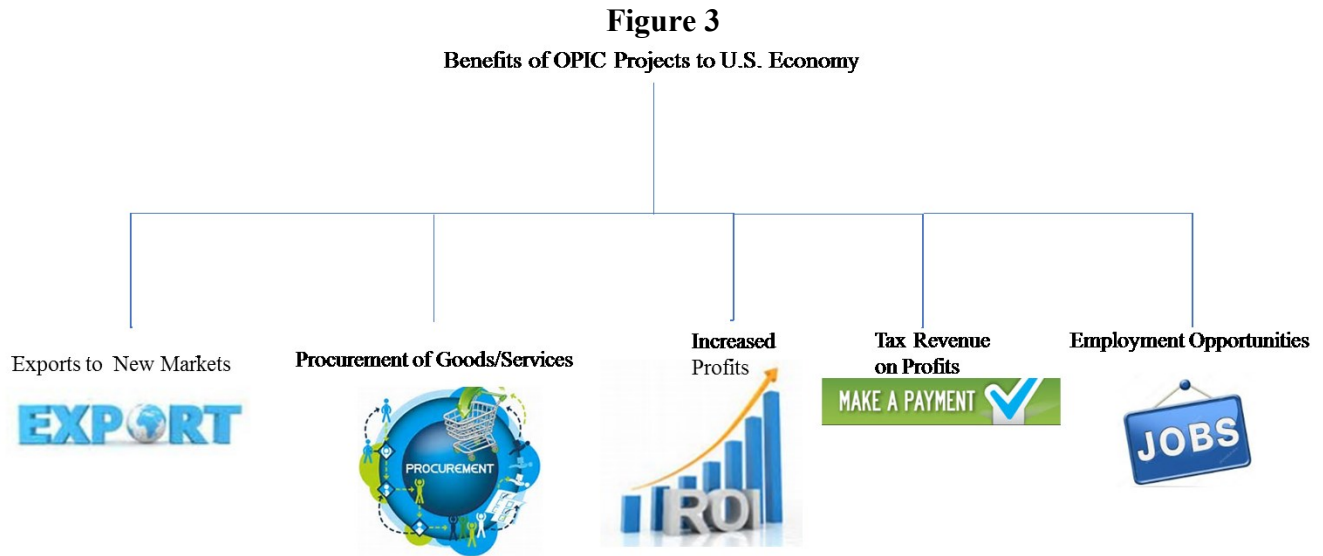 Figure 3
Benefits of OPIC Projects to U.S. Economy
Exports to New Markets
EXPORT
Procurement of Goods/Services
PROCUREMENT
Increased
Profits
ROI
Tax Revenue
on Profits
MAKE A PAYMENT
Employment Opportunities
JOBS